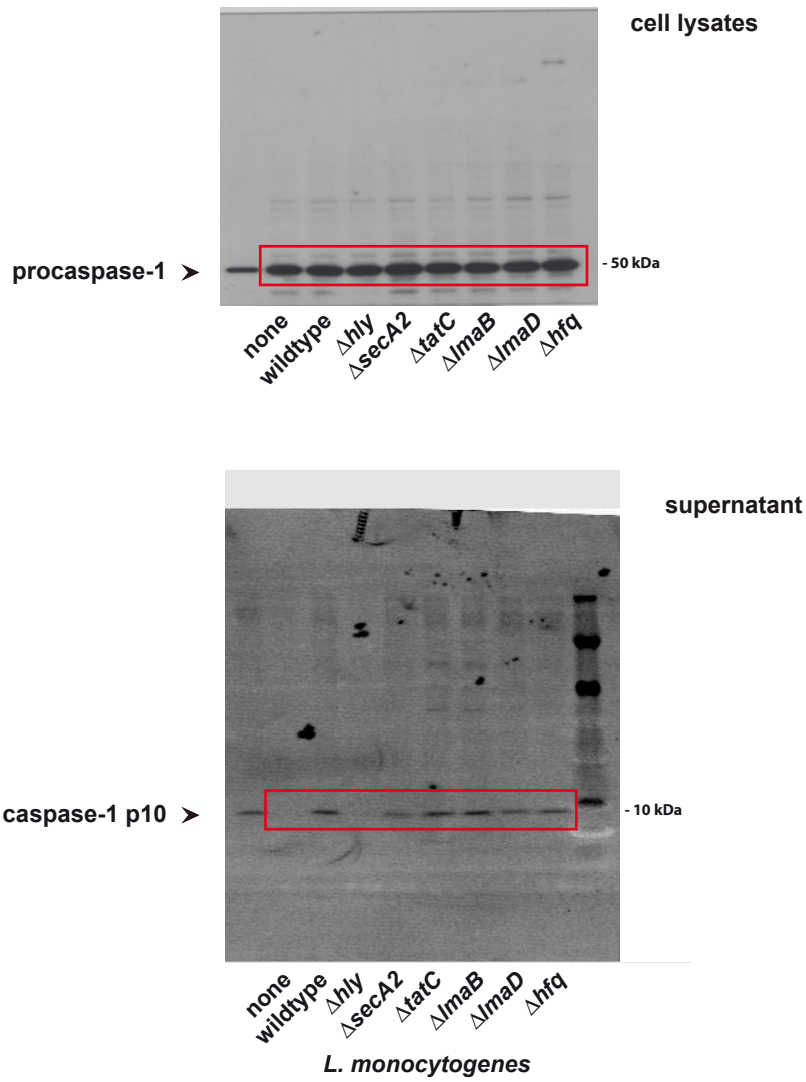 cell lysates
procaspase-1
- 50 kDa
none
wildtype
Δhly
ΔsecA2
ΔtatC
ΔlmaB
ΔlmaD
Δhfq
supernatant
caspase-1 p10
- 10 kDa
none
wildtype
Δhly
ΔsecA2
ΔtatC
ΔlmaB
ΔlmaD
Δhfq
L. monocytogenes